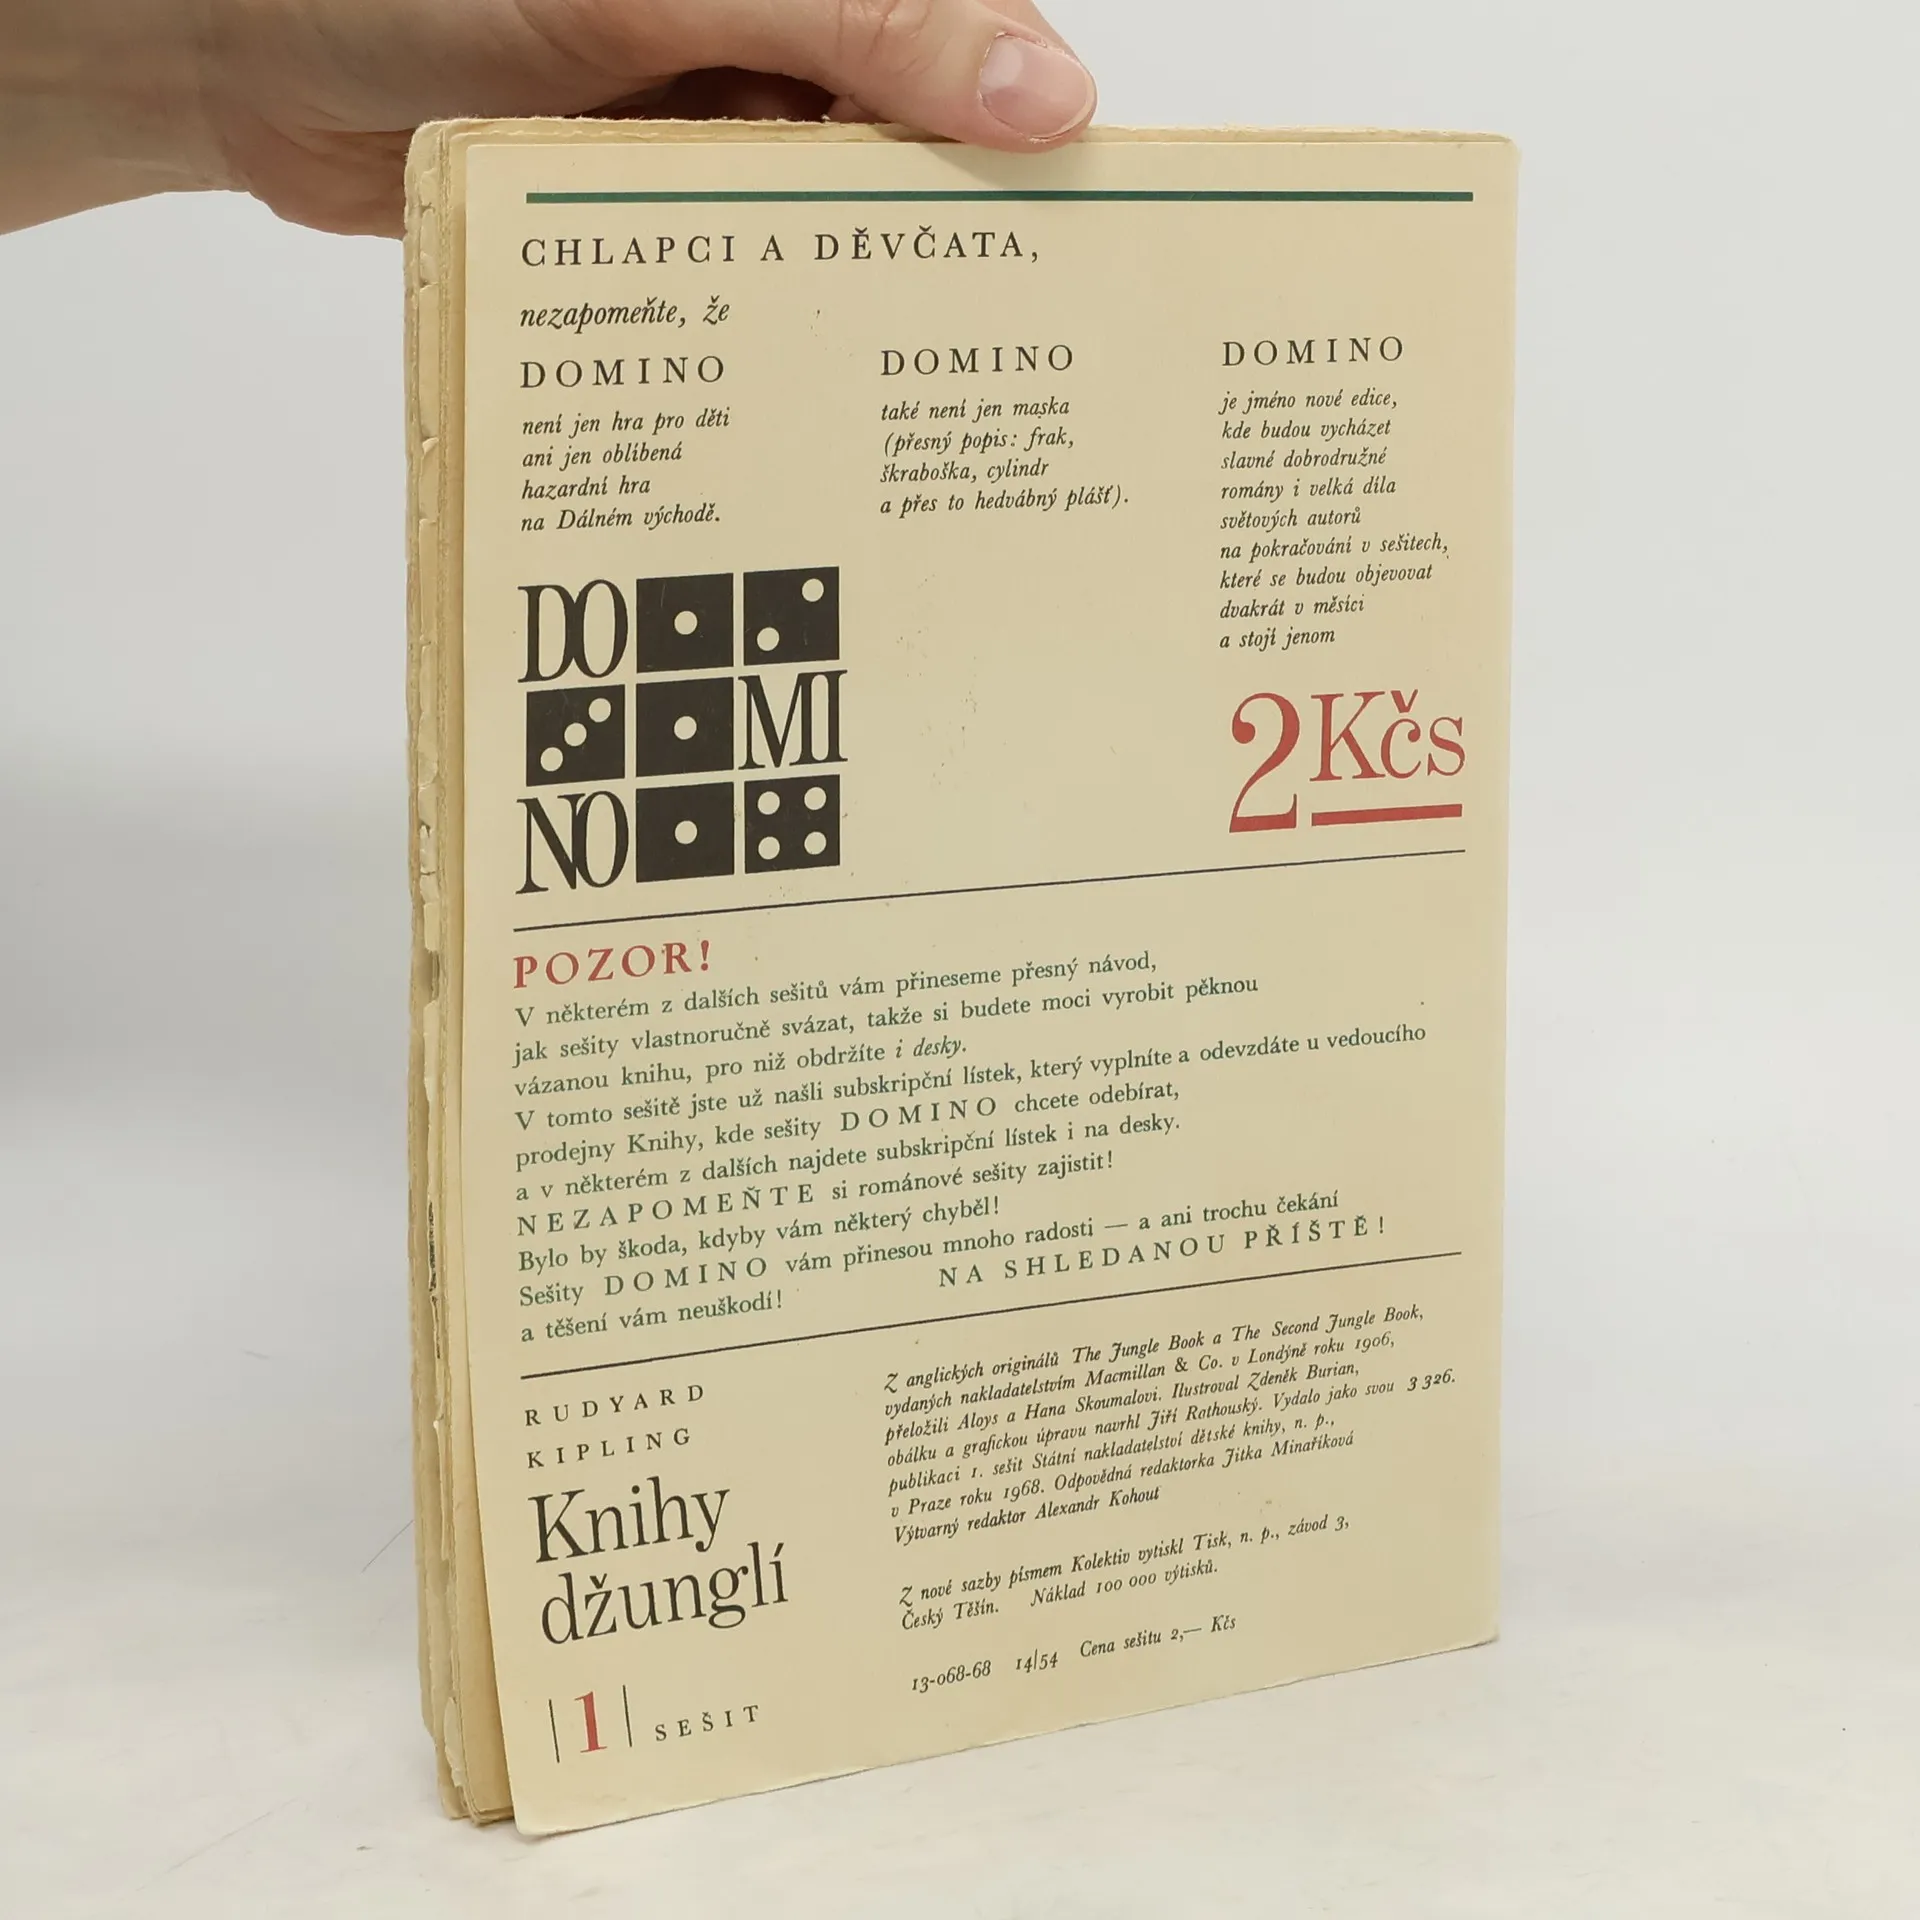 CHLAPCI A DĚVČATA,
nezapomeňte, že
DOMINO
není jen hra pro děti
ani jen oblíbená
hazardní hra
na Dálném východě.
DOMINO
také není jen maska
(přesný popis: frak,
škraboška, cylindr
a přes to hedvábný plášť).
DOMINO
je jméno nové edice,
kde budou vycházet
slavné dobrodružné
romány i velká díla
světových autorů
na pokračování v sešitech,
které se budou objevovat
dvakrát v měsíci
a stojí jenom
2Kčs
DO
MI
NO
POZOR!
V některém z dalších sešitů vám přineseme přesný návod,
jak sešity vlastnoručně svázat, takže si budete moci vyrobit pěknou
vázanou knihu, pro niž obdržíte i desky.
V tomto sešitě jste už našli subskripční lístek, který vyplníte a odevzdáte u vedoucího
prodejny Knihy, kde sešity DOMINO chcete odebírat,
a v některém z dalších najdete subskripční lístek i na desky.
NEZAPOMEŇTE si románové sešity zajistit!
Bylo by škoda, kdyby vám některý chyběl!
Sešity DOMINO vám přinesou mnoho radosti — a ani trochu čekání
a těšení vám neuškodí! NA SHLEDANOU PŘÍŠTĚ!
RUDYARD
KIPLING
Knihy
džunglí
|1| SEŠIT
Z anglických originálů The Jungle Book a The Second Jungle Book,
vydaných nakladatelstvím Macmillan & Co. v Londýně roku 1906,
přeložili Aloys a Hana Skoumalovi. Ilustroval Zdeněk Burian,
obálku a grafickou úpravu navrhl Jiří Rathouský. Vydalo jako svou 3 326.
publikaci 1. sešit Státní nakladatelství dětské knihy, n. p.,
v Praze roku 1968. Odpovědná redaktorka Jitka Minaříková
Výtvarný redaktor Alexandr Kohout
Z nové sazby písmem Kolektiv vytiskl Tisk, n. p., závod 3,
Český Těšín. Náklad 100 000 výtisků.
13-068-68 14/54 Cena sešitu 2,— Kčs